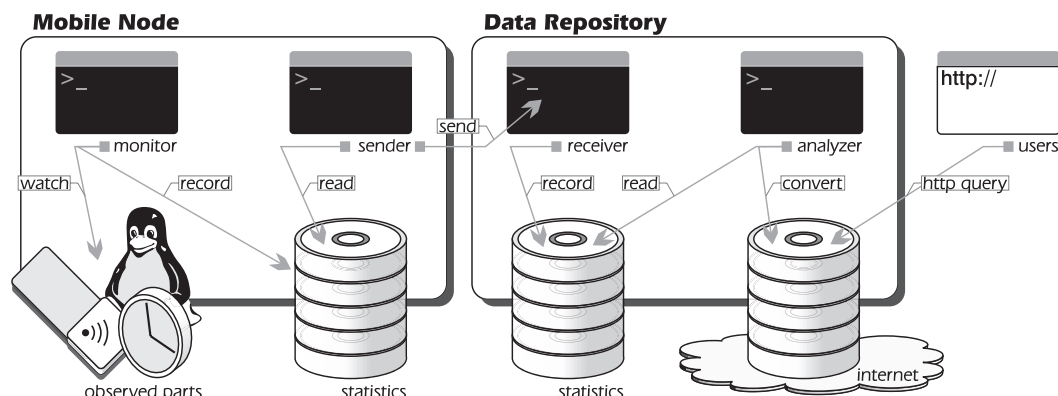 Mobile Node
Data Repository
>_
>_
>_
>_
http://
send
monitor
sender
receiver
analyzer
users
watch
record
read
record
read
convert
http query
internet
observed parts
statistics
statistics